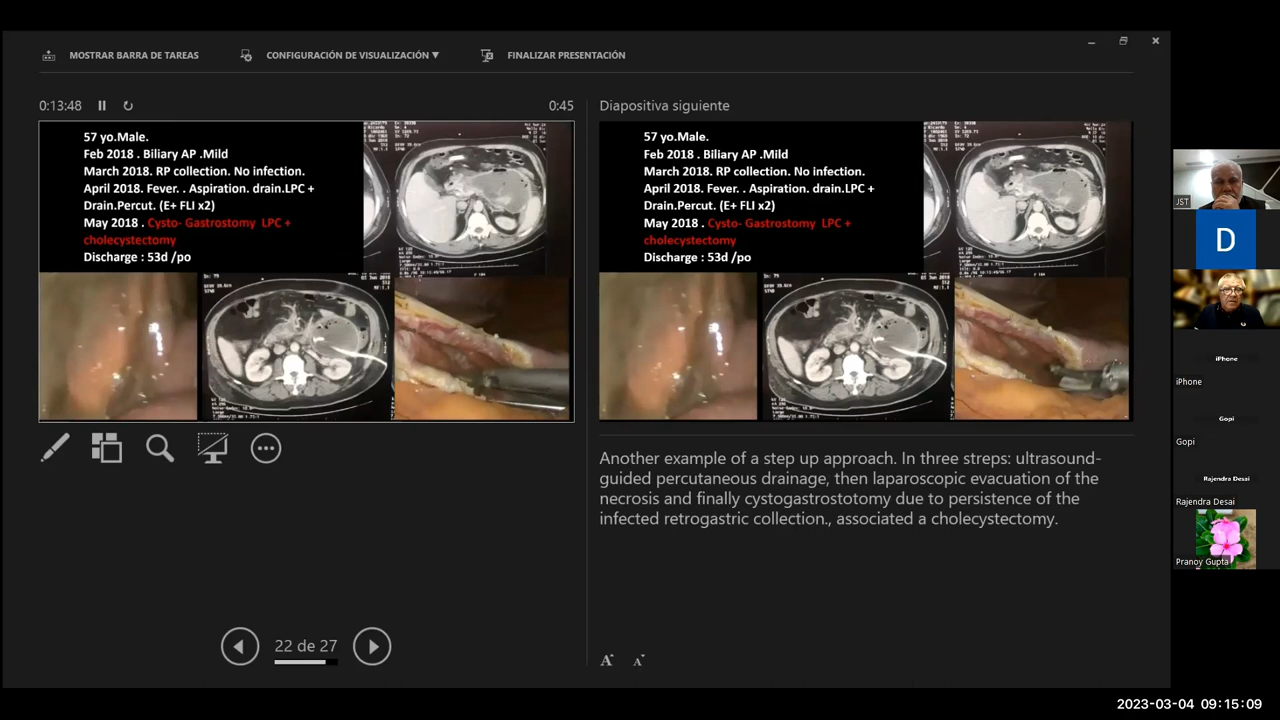 MOSTRAR BARRA DE TAREAS
CONFIGURACIÓN DE VISUALIZACIÓN ▼
FINALIZAR PRESENTACIÓN
0:13:48
0:45
Diapositiva siguiente
57 yo.Male.
Feb 2018 . Biliary AP .Mild
March 2018. RP collection. No infection.
April 2018. Fever. . Aspiration. drain.LPC +
Drain.Percut. (E+ FLI x2)
May 2018 . Cysto- Gastrostomy LPC +
cholecystectomy
Discharge : 53d /po
57 yo.Male.
Feb 2018 . Biliary AP .Mild
March 2018. RP collection. No infection.
April 2018. Fever. . Aspiration. drain.LPC +
Drain.Percut. (E+ FLI x2)
May 2018 . Cysto- Gastrostomy LPC +
cholecystectomy
Discharge : 53d /po
Another example of a step up approach. In three streps: ultrasound-
guided percutaneous drainage, then laparoscopic evacuation of the
necrosis and finally cystogastrostotomy due to persistence of the
infected retrogastric collection., associated a cholecystectomy.
22 de 27
A A
JST
D
iPhone
iPhone
Gopi
Gopi
Rajendra Desai
Rajendra Desai
Pranoy Gupta
2023-03-04 09:15:09